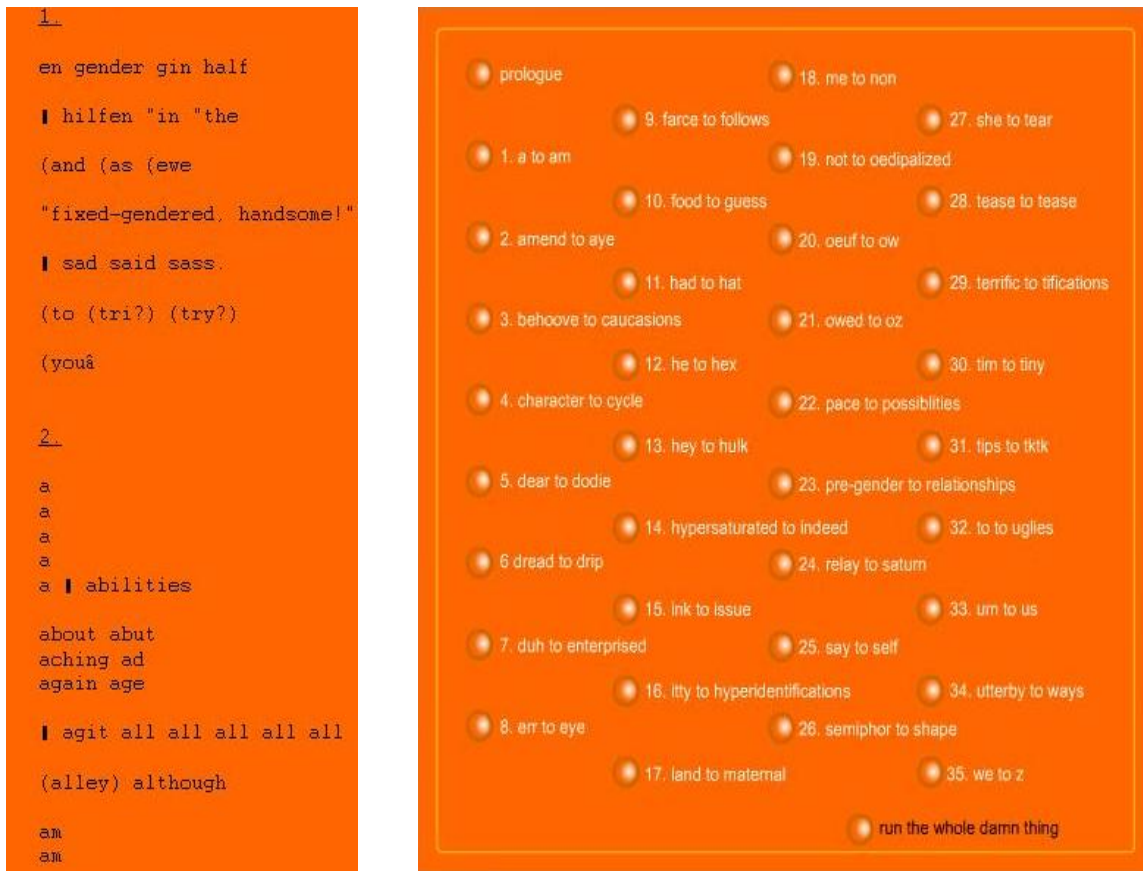 1.
en gender gin half
▌ hilfen "in "the
(and (as (ewe
"fixed—gendered, handsome!"
▌ sad said sass.
(to (tri?) (try?)
(youâ
2.
a
a
a
a
a ▌ abilities
about abut
aching ad
again age
▌ agit all all all all all
(alley) although
am
am
prologue
1. a to am
2. amend to aye
3. behoove to caucasions
4. character to cycle
5. dear to dodie
6 dread to drip
7. duh to enterprised
8. err to eye
9. farce to follows
10. food to guess
11. had to hat
12. he to hex
13. hey to hulk
14. hypersaturated to indeed
15. ink to issue
16. itty to hyperidentifications
17. land to maternal
18. me to non
19. not to oedipalized
20. oeuf to ow
21. owed to oz
22. pace to possiblities
23. pre-gender to relationships
24. relay to saturn
25. say to self
26. semiphor to shape
27. she to tear
28. tease to tease
29. terrific to tifications
30. tim to tiny
31. tips to tktk
32. to to uglies
33. um to us
34. utterby to ways
35. we to z
run the whole damn thing